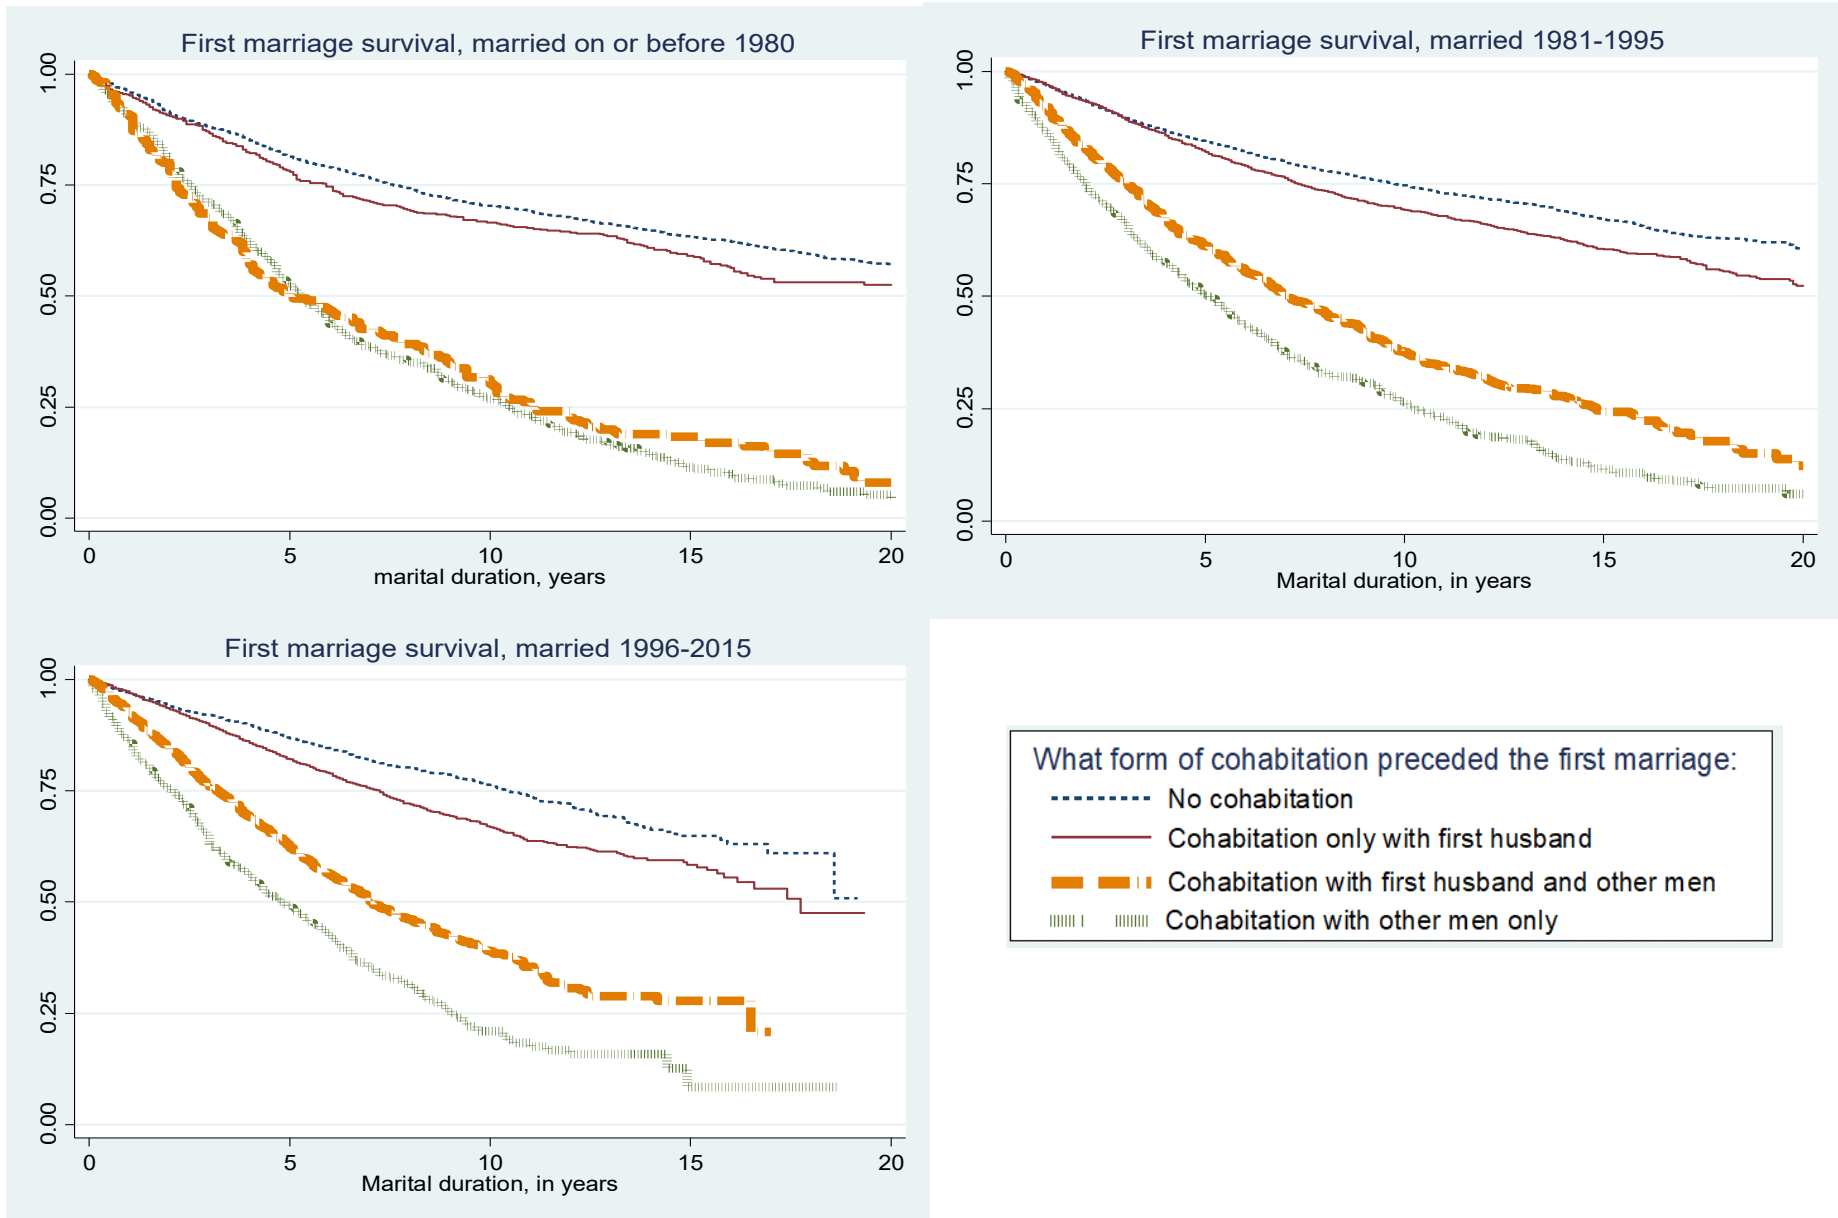 First marriage survival, married on or before 1980
1.00
0.75
0.50
0.25
0.00
0 5 10 15 20
marital duration, years
First marriage survival, married 1981-1995
1.00
0.75
0.50
0.25
0.00
0 5 10 15 20
Marital duration, in years
First marriage survival, married 1996-2015
1.00
0.75
0.50
0.25
0.00
0 5 10 15 20
Marital duration, in years
What form of cohabitation preceded the first marriage:
No cohabitation
Cohabitation only with first husband
Cohabitation with first husband and other men
Cohabitation with other men only